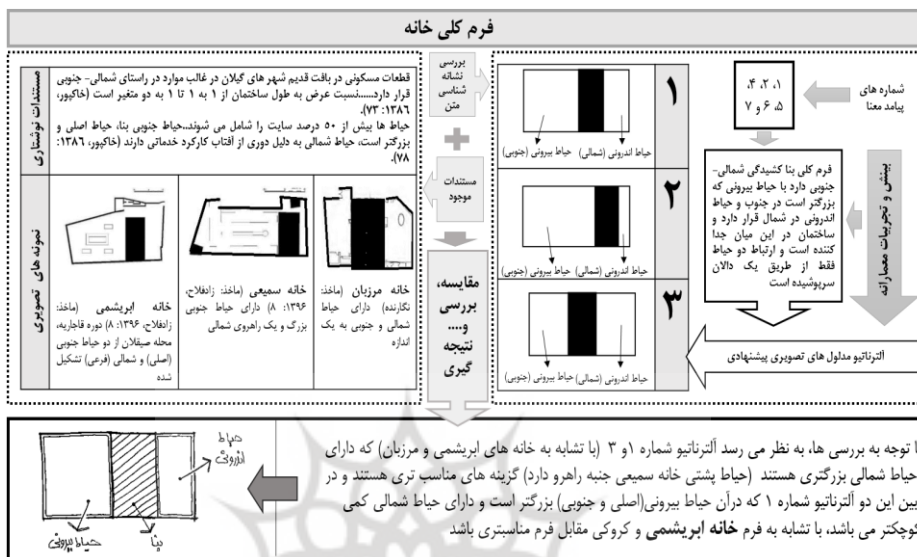 فرم کلی خانه
شماره های
پیامد معنا
۱، ۲، ۴،
۵، ۶ و ۷
بینش و تجربیات معمارانه
فرم کلی بنا کشیدگی شمالی-
جنوبی دارد با حیاط بیرونی که
بزرگتر است در جنوب و حیاط
اندرونی در شمال قرار دارد و
ساختمان در این میان جدا
کننده است و ارتباط دو حیاط
فقط از طریق یک دالان
سرپوشیده است
آلترناتیو مدلول های تصویری پیشنهادی
۱
حیاط اندرونی (شمالی)
حیاط بیرونی (جنوبی)
۲
حیاط اندرونی (شمالی)
حیاط بیرونی (جنوبی)
۳
حیاط اندرونی (شمالی)
حیاط بیرونی (جنوبی)
بررسی
نشانه
شناسی
متن
مستندات
موجود
مقایسه،
بررسی
و....
نتیجه
گیری
مستندات نوشتاری
قطعات مسکونی در بافت قدیم شهر های گیلان در غالب موارد در راستای شمالی- جنوبی
قرار دارد......نسبت عرض به طول ساختمان از ۱ به ۱ تا ۱ به دو متغیر است (خاکپور،
۱۳۸۶: ۷۳).
حیاط ها بیش از ۵۰ درصد سایت را شامل می شوند..حیاط جنوبی بنا، حیاط اصلی و
بزرگتر است، حیاط شمالی به دلیل دوری از آفتاب کارکرد خدماتی دارند (خاکپور، ۱۳۸۶:
۷۸).
نمونه های تصویری
خانه مرزبان (ماخذ:
نگارنده) دارای حیاط
شمالی و جنوبی به یک
اندازه
خانه سمیعی (ماخذ: زادفلاح،
۱۳۹۶: ۸) دارای حیاط جنوبی
بزرگ و یک راهروی شمالی
خانه ابریشمی (ماخذ:
زادفلاح، ۱۳۹۶: ۸) دوره قاجاریه،
محله صیقلان از دو حیاط جنوبی
(اصلی) و شمالی (فرعی) تشکیل
شده
با توجه به بررسی ها، به نظر می رسد آلترناتیو شماره ۱و ۳ (با تشابه به خانه های ابریشمی و مرزبان) که دارای
حیاط شمالی بزرگتری هستند (حیاط پشتی خانه سمیعی جنبه راهرو دارد) گزینه های مناسب تری هستند و در
بین این دو آلترناتیو شماره ۱ که درآن حیاط بیرونی(اصلی و جنوبی) بزرگتر است و دارای حیاط شمالی کمی
کوچکتر می باشد، با تشابه به فرم خانه ابریشمی و کروکی مقابل فرم مناسبتری باشد
حیاط
اندرونی
بنا
حیاط بیرونی